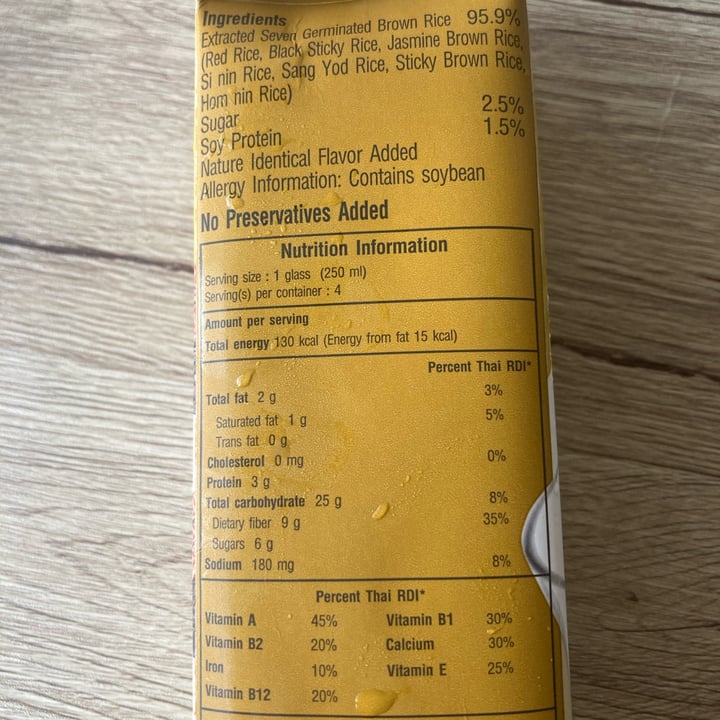 Ingredients
Extracted Seven Germinated Brown Rice 95.9%
(Red Rice, Black Sticky Rice, Jasmine Brown Rice,
Si nin Rice, Sang Yod Rice, Sticky Brown Rice,
Hom nin Rice)
Sugar 2.5%
Soy Protein 1.5%
Nature Identical Flavor Added
Allergy Information: Contains soybean
No Preservatives Added
Nutrition Information
Serving size : 1 glass (250 ml)
Serving(s) per container : 4
Amount per serving
Total energy 130 kcal (Energy from fat 15 kcal)
Percent Thai RDI*
Total fat 2 g 3%
Saturated fat 1 g 5%
Trans fat 0 g
Cholesterol 0 mg 0%
Protein 3 g
Total carbohydrate 25 g 8%
Dietary fiber 9 g 35%
Sugars 6 g
Sodium 180 mg 8%
Percent Thai RDI*
Vitamin A 45% Vitamin B1 30%
Vitamin B2 20% Calcium 30%
Iron 10% Vitamin E 25%
Vitamin B12 20%